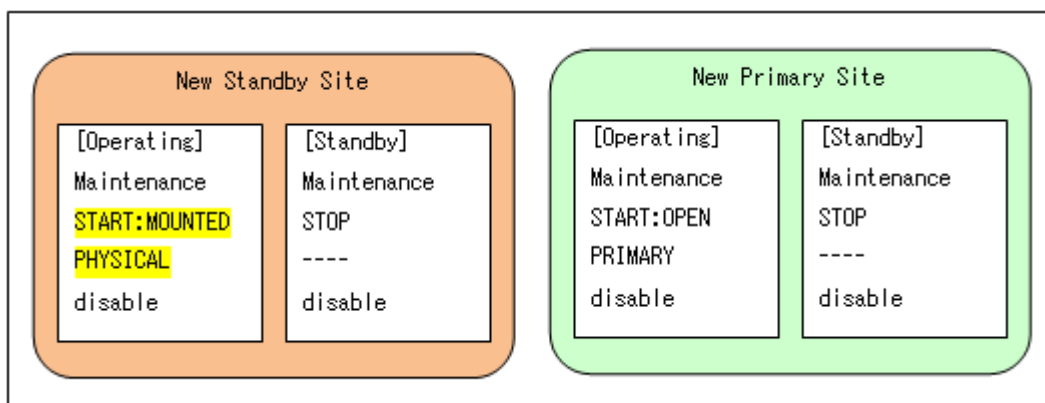 New Standby Site
[Operating]
Maintenance
START:MOUNTED
PHYSICAL
disable
[Standby]
Maintenance
STOP
----
disable
New Primary Site
[Operating]
Maintenance
START:OPEN
PRIMARY
disable
[Standby]
Maintenance
STOP
----
disable